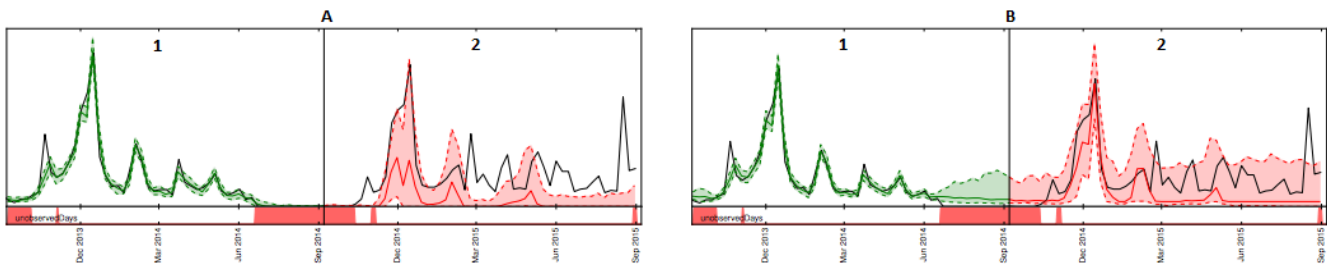 A
B
1
2
1
2
unobservedDays
unobservedDays
Dec 2013
Mar 2014
Jun 2014
Sep 2014
Dec 2014
Mar 2015
Jun 2015
Sep 2015
Dec 2013
Mar 2014
Jun 2014
Sep 2014
Dec 2014
Mar 2015
Jun 2015
Sep 2015